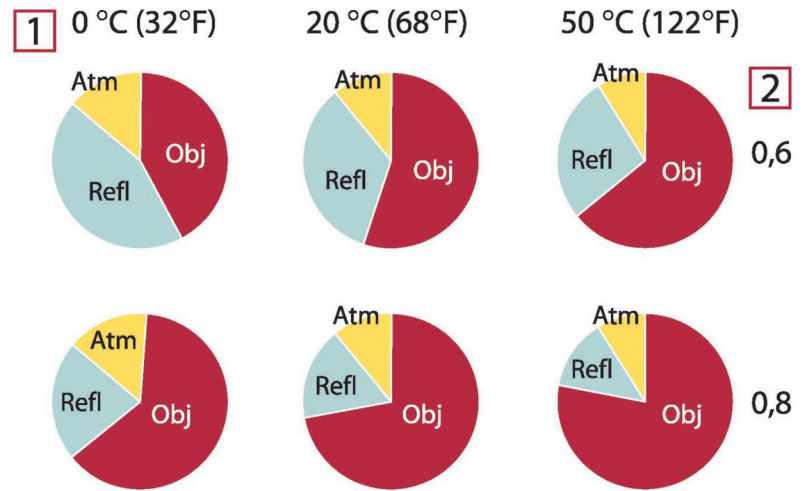 1 0 °C (32°F) 20 °C (68°F) 50 °C (122°F)
2
Atm Obj Refl
Atm Obj Refl
Atm Obj Refl
0,6
Atm Refl Obj
Atm Refl Obj
Atm Refl Obj
0,8